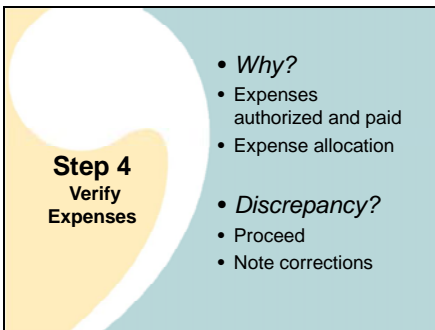 Step 4
Verify
Expenses
• Why?
• Expenses
authorized and paid
• Expense allocation
• Discrepancy?
• Proceed
• Note corrections